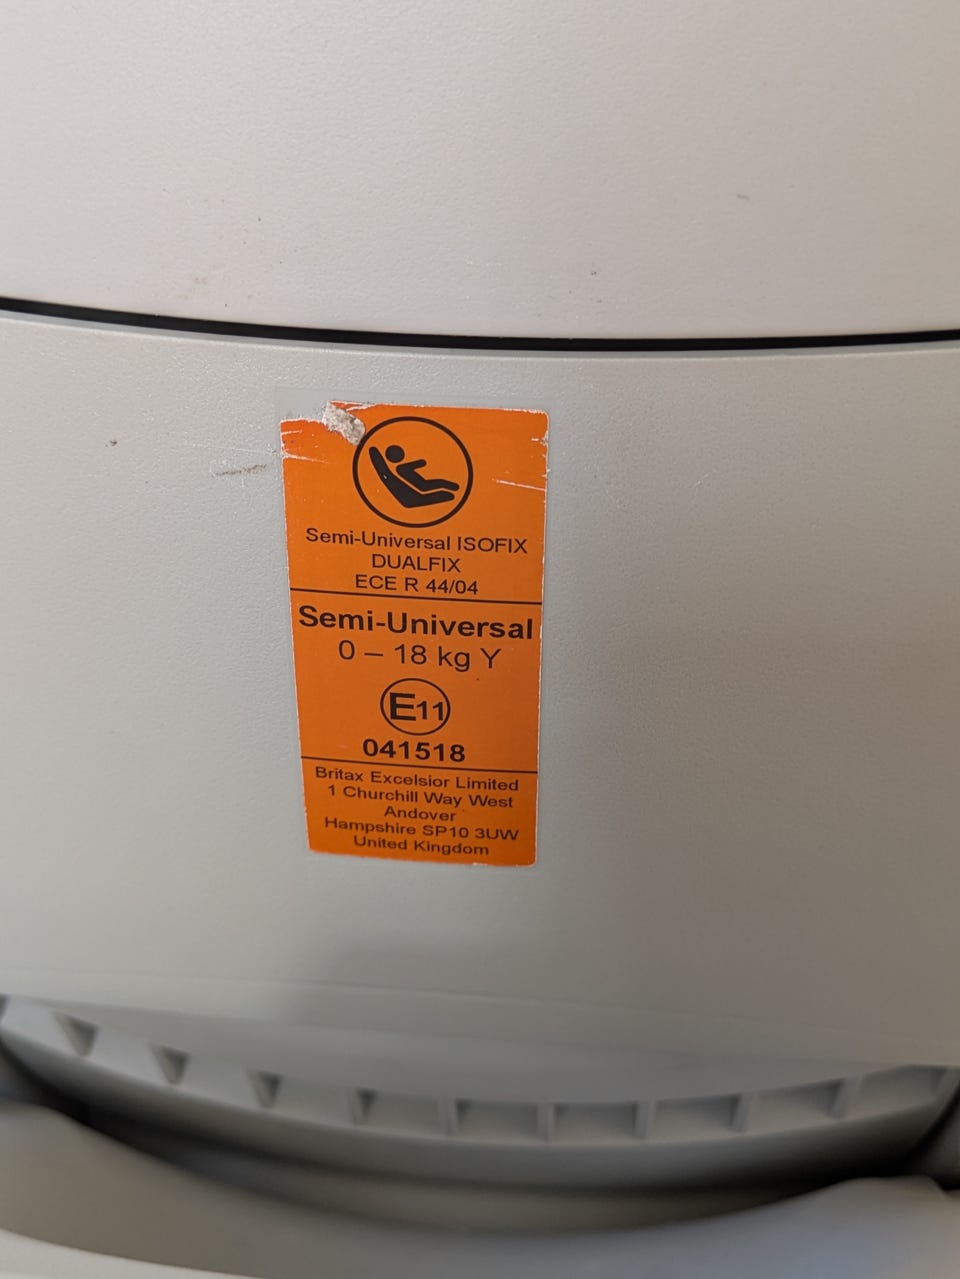 Semi-Universal ISOFIX
DUALFIX
ECE R 44/04
Semi-Universal
0 – 18 kg Y
E11
041518
Britax Excelsior Limited
1 Churchill Way West
Andover
Hampshire SP10 3UW
United Kingdom